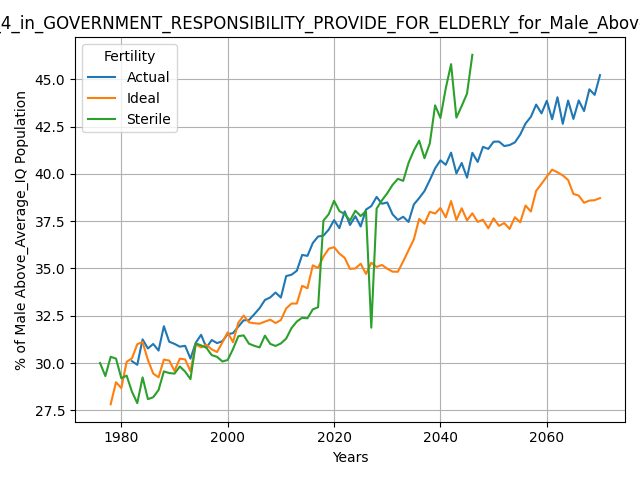 _4_in_GOVERNMENT_RESPONSIBILITY_PROVIDE_FOR_ELDERLY_for_Male_Above
Fertility
Actual
Ideal
Sterile
% of Male Above_Average_IQ Population
45.0
42.5
40.0
37.5
35.0
32.5
30.0
27.5
1980
2000
2020
2040
2060
Years